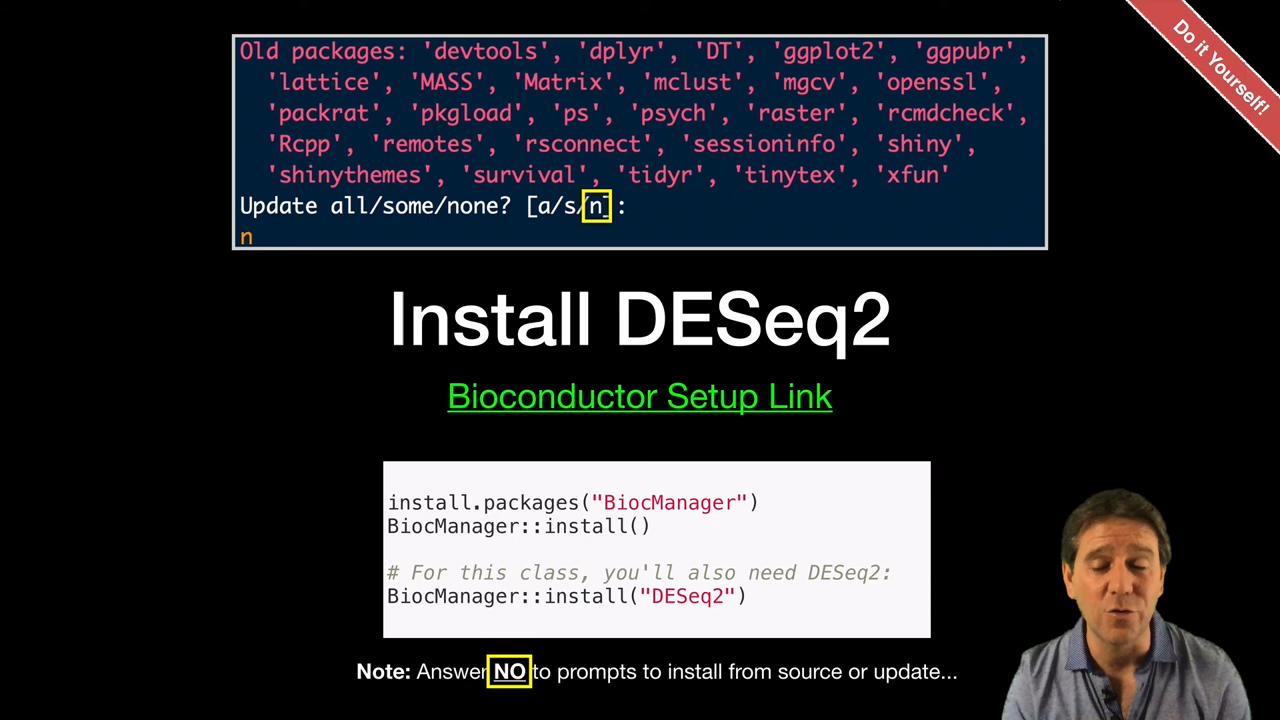 Do it Yourself!
Old packages: 'devtools', 'dplyr', 'DT', 'ggplot2', 'ggpubr',
'lattice', 'MASS', 'Matrix', 'mclust', 'mgcv', 'openssl',
'packrat', 'pkgload', 'ps', 'psych', 'raster', 'rcmdcheck',
'Rcpp', 'remotes', 'rsconnect', 'sessioninfo', 'shiny',
'shinythemes', 'survival', 'tidyr', 'tinytex', 'xfun'
Update all/some/none? [a/s/n]:
n
Install DESeq2
Bioconductor Setup Link
install.packages("BiocManager")
BiocManager::install()
# For this class, you'll also need DESeq2:
BiocManager::install("DESeq2")
Note: Answer NO to prompts to install from source or update...